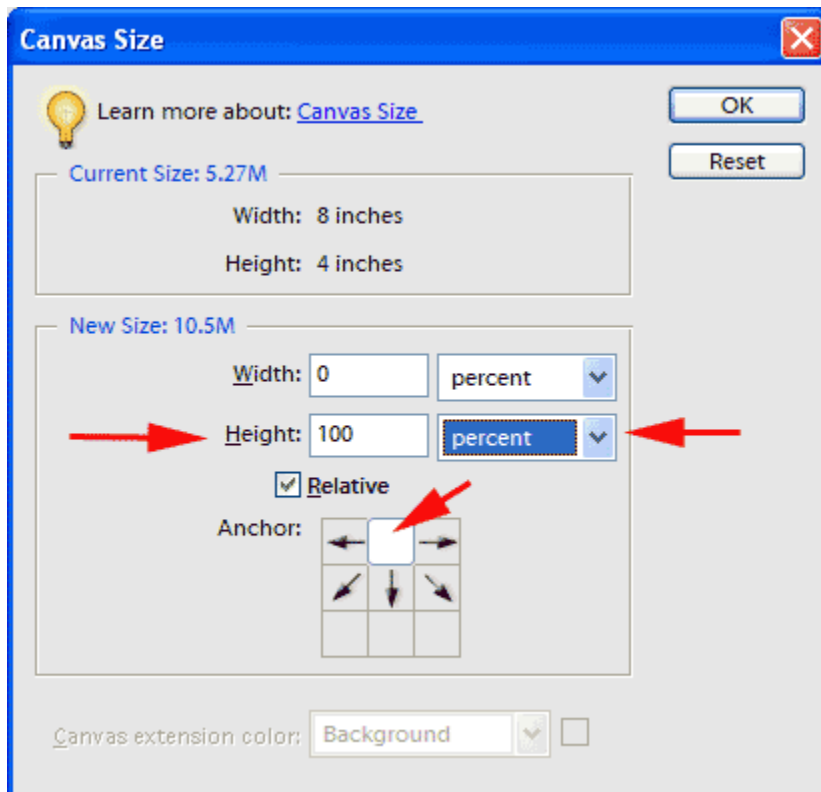 Canvas Size
Learn more about: Canvas Size
OK
Reset
Current Size: 5.27M
Width: 8 inches
Height: 4 inches
New Size: 10.5M
Width: 0 percent
Height: 100 percent
Relative
Anchor:
Canvas extension color: Background